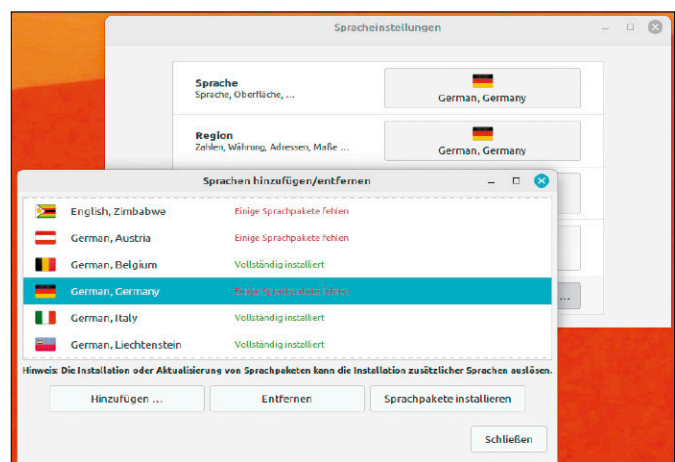 Spracheinstellungen
Sprache
Sprache, Oberfläche, ...
German, Germany
Region
Zahlen, Währung, Adressen, Maße ...
German, Germany
Sprachen hinzufügen/entfernen
English, Zimbabwe Einige Sprachpakete fehlen
German, Austria Einige Sprachpakete fehlen
German, Belgium Vollständig installiert
German, Germany Einige Sprachpakete fehlen
German, Italy Vollständig installiert
German, Liechtenstein Vollständig installiert
...
Hinweis: Die Installation oder Aktualisierung von Sprachpaketen kann die Installation zusätzlicher Sprachen auslösen.
Hinzufügen ... Entfernen Sprachpakete installieren
Schließen